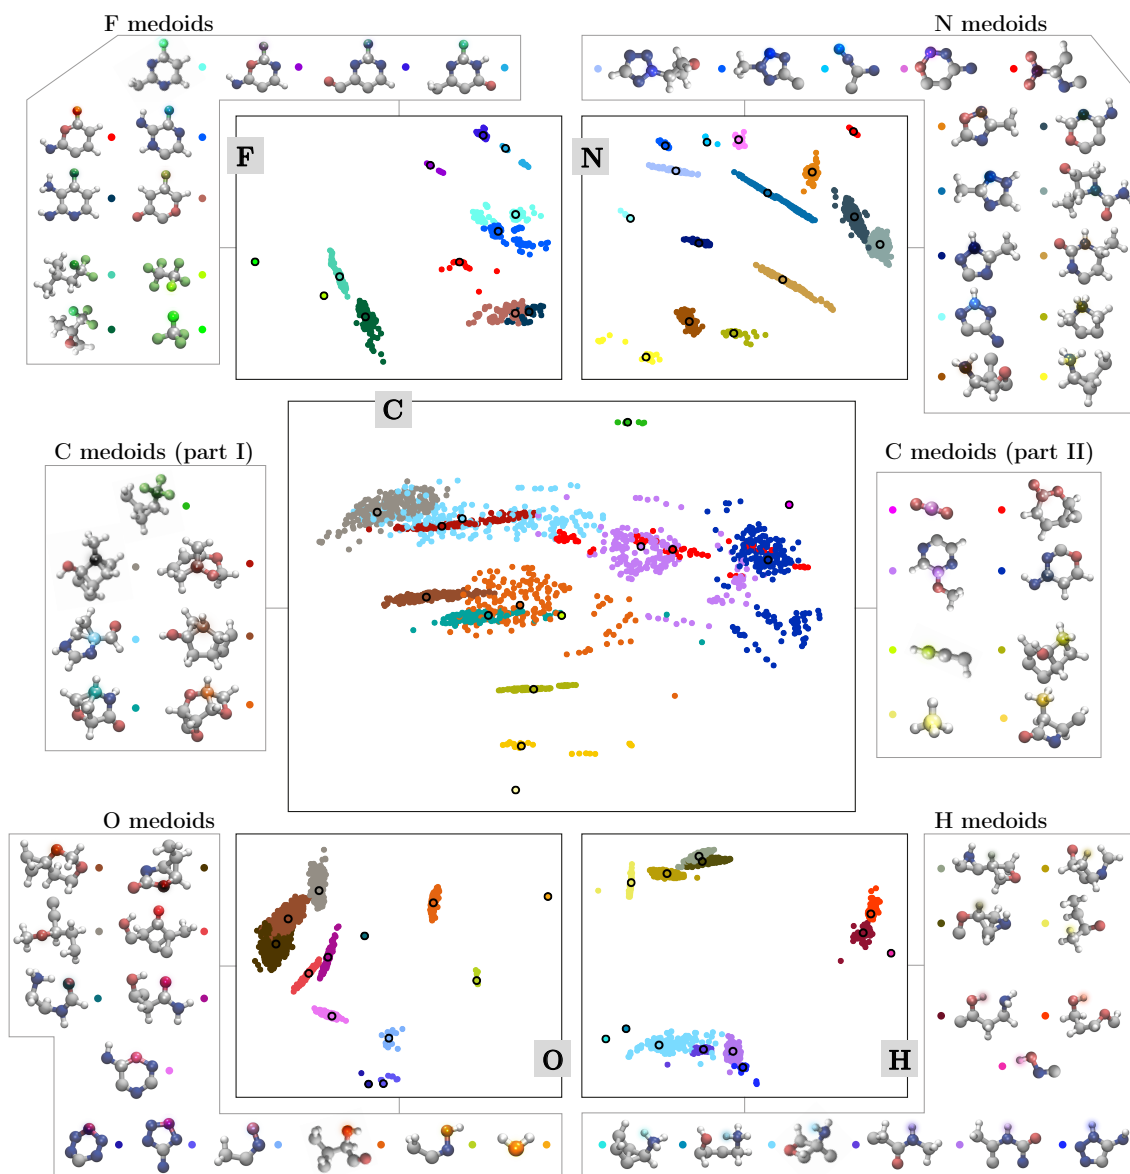 F medoids
N medoids
F
N
C
C medoids (part I)
C medoids (part II)
O medoids
H medoids
O
H